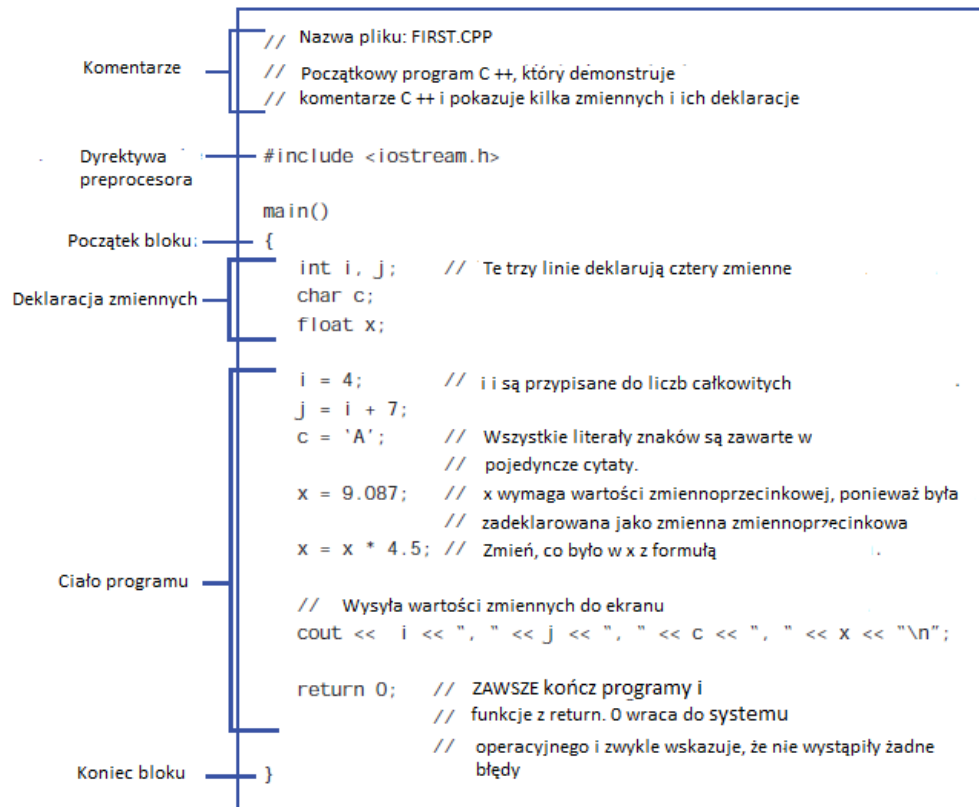 Komentarze
// Nazwa pliku: FIRST.CPP
// Początkowy program C ++, który demonstruje
// komentarze C ++ i pokazuje kilka zmiennych i ich deklaracje
Dyrektywa preprocesora
#include <iostream.h>
main()
Początek bloku:
{
Deklaracja zmiennych
int i, j; // Te trzy linie deklarują cztery zmienne
char c;
float x;
Ciało programu
i = 4; // i i są przypisane do liczb całkowitych
j = i + 7;
c = 'A'; // Wszystkie literały znaków są zawarte w
// pojedyncze cytaty.
x = 9.087; // x wymaga wartości zmiennoprzecinkowej, ponieważ była
// zadeklarowana jako zmienna zmiennoprzecinkowa
x = x * 4.5; // Zmień, co było w x z formułą
// Wysyła wartości zmiennych do ekranu
cout << i << ", " << j << ", " << c << ", " << x << "\n";
return 0; // ZAWSZE kończ programy i
// funkcje z return. 0 wraca do systemu
// operacyjnego i zwykle wskazuje, że nie wystąpiły żadne
błędy
Koniec bloku
}